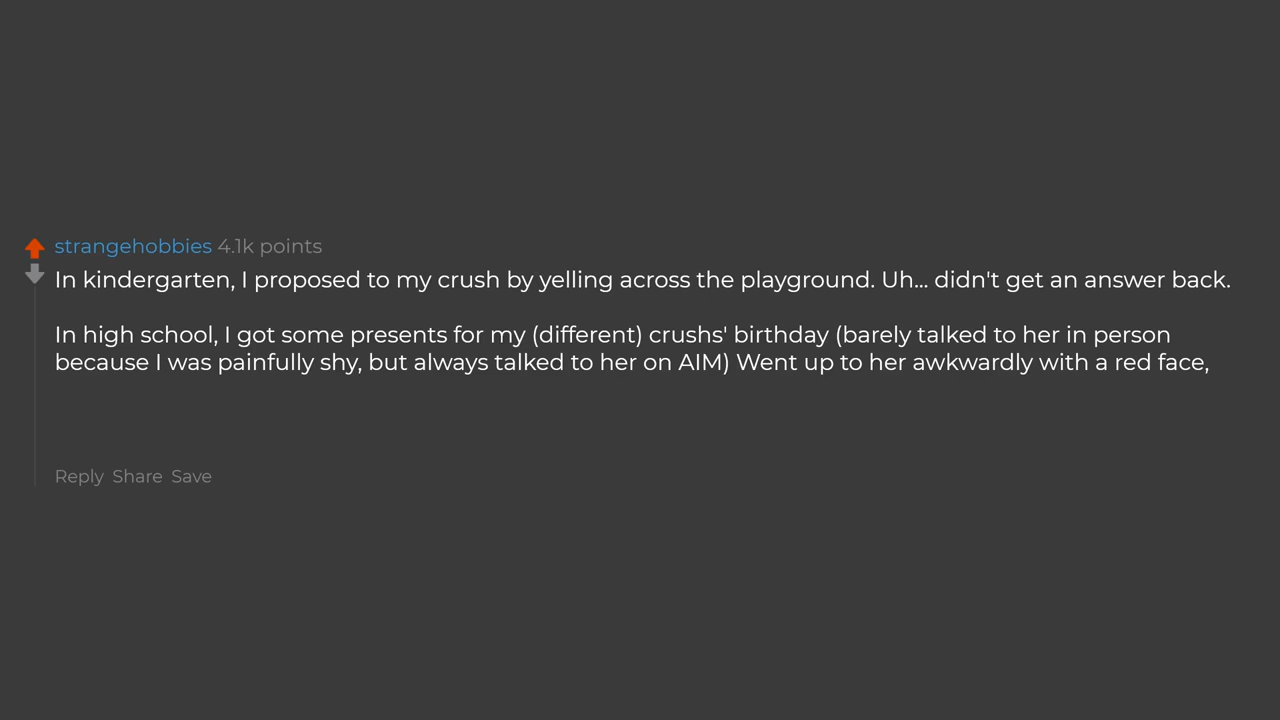 strangehobbies 4.1k points
In kindergarten, I proposed to my crush by yelling across the playground. Uh... didn't get an answer back.
In high school, I got some presents for my (different) crushs' birthday (barely talked to her in person
because I was painfully shy, but always talked to her on AIM) Went up to her awkwardly with a red face,
Reply Share Save